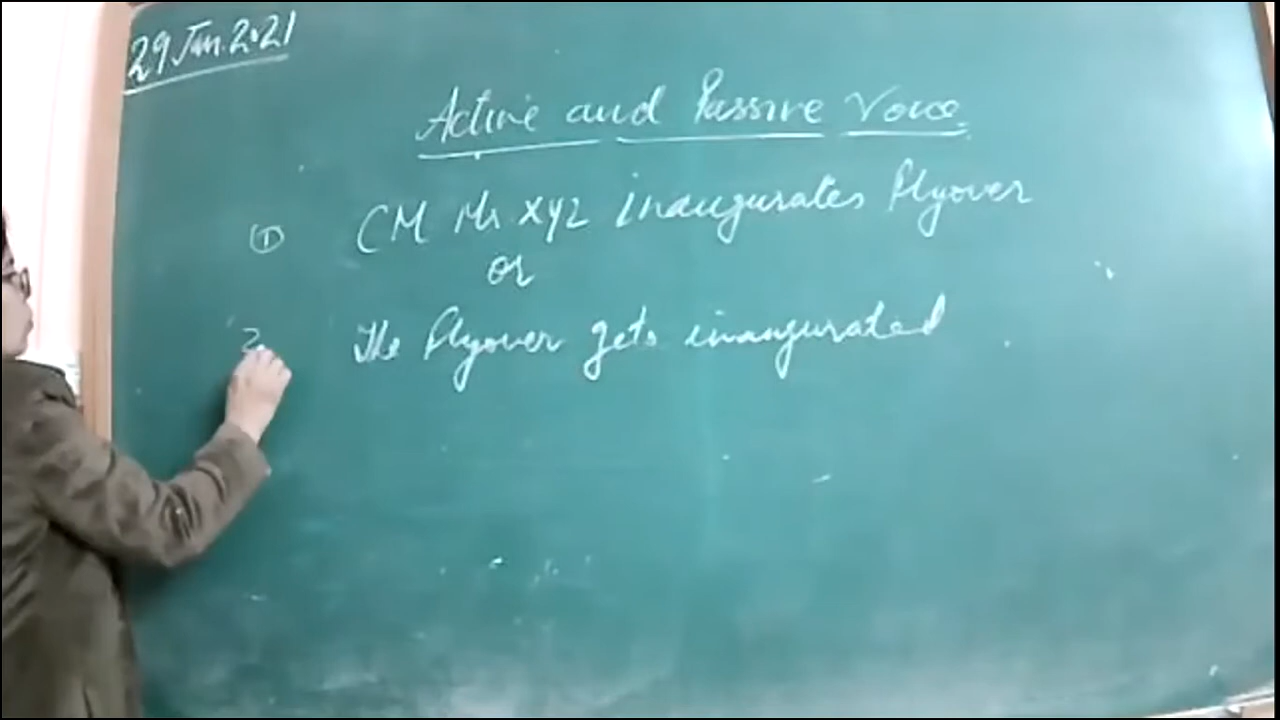 29 Jan. 2021
Active and Passive Voice
① CM Mr XYZ inaugurates Flyover
or
2 The Flyover gets inaugurated